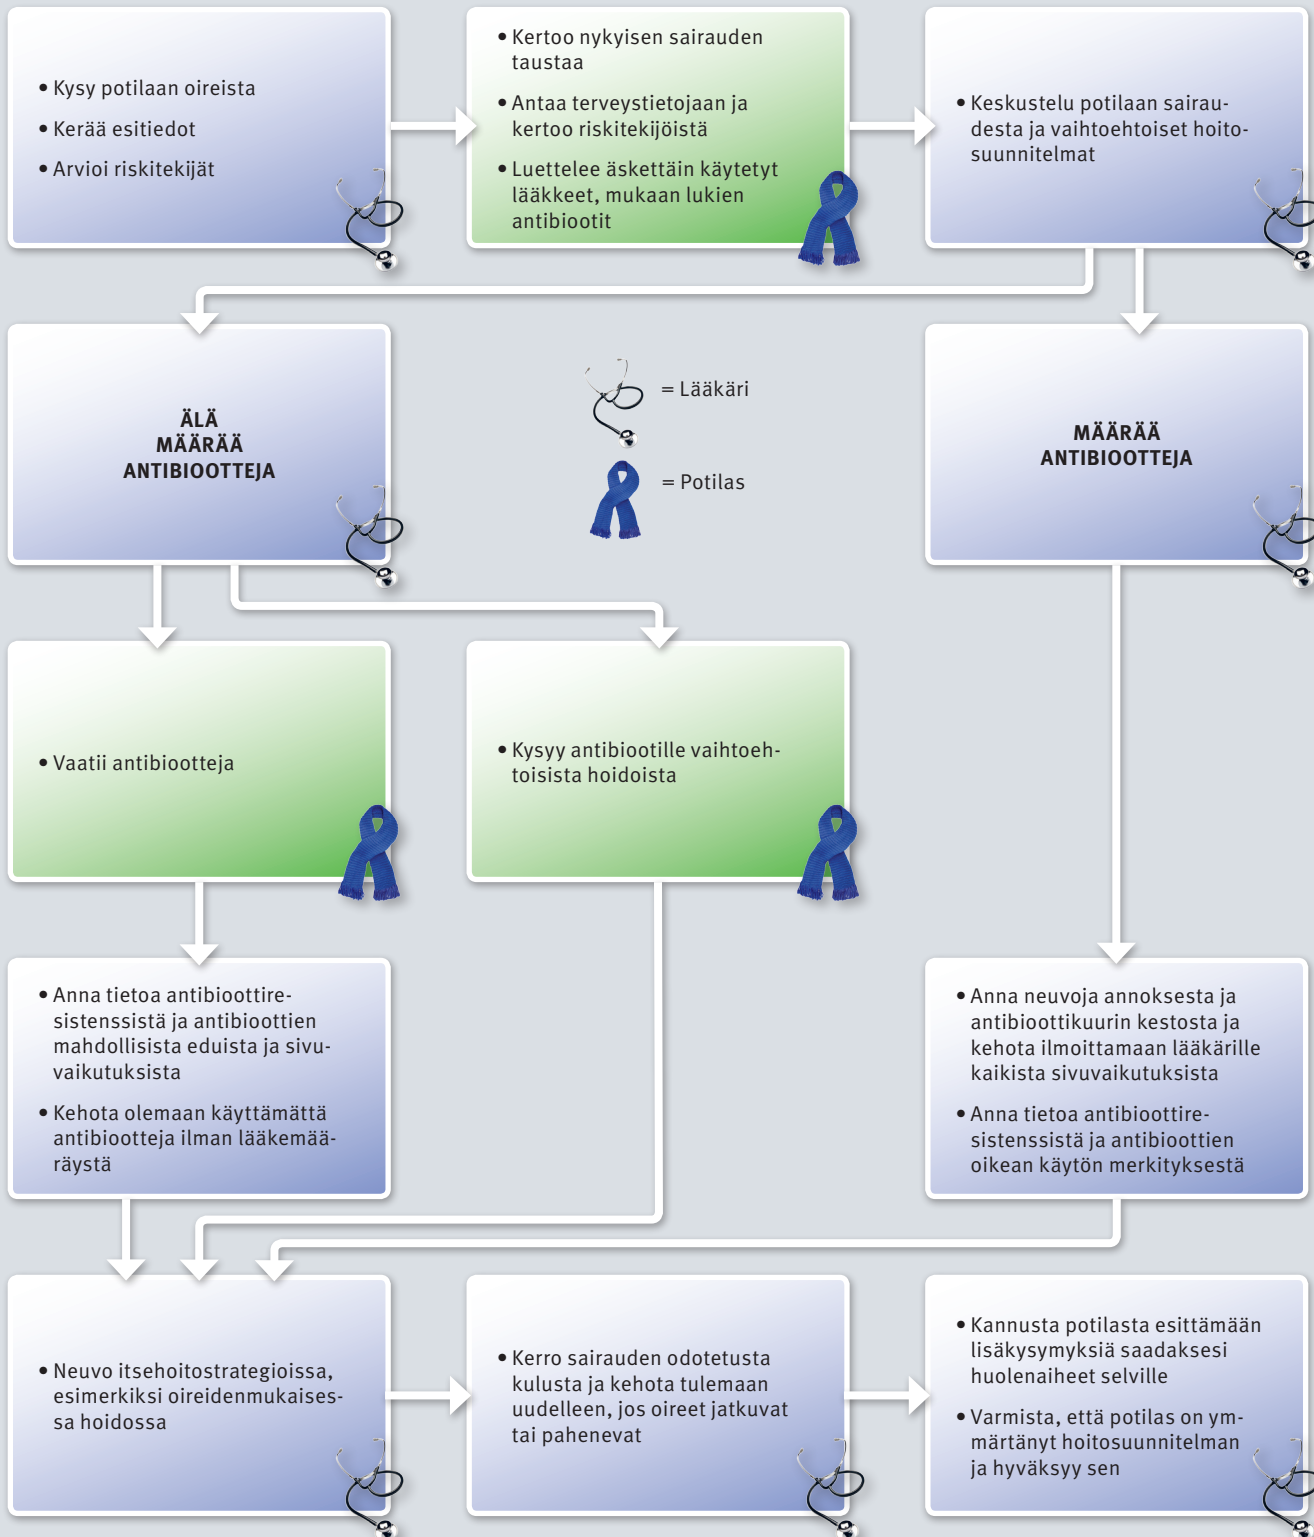 • Kysy potilaan oireista
• Kerää esitiedot
• Arvioi riskitekijät
• Kertoo nykyisen sairauden
taustaa
• Antaa terveystietojaan ja
kertoo riskitekijöistä
• Luettelee äskettäin käytetyt
lääkkeet, mukaan lukien
antibiootit
• Keskustelu potilaan sairau-
desta ja vaihtoehtoiset hoito-
suunnitelmat
ÄLÄ
MÄÄRÄÄ
ANTIBIOOTTEJA
= Lääkäri
= Potilas
MÄÄRÄÄ
ANTIBIOOTTEJA
• Vaatii antibiootteja
• Kysyy antibiootille vaihtoeh-
toisista hoidoista
• Anna tietoa antibioottire-
sistenssistä ja antibioottien
mahdollisista eduista ja sivu-
vaikutuksista
• Kehota olemaan käyttämättä
antibiootteja ilman lääkemää-
räystä
• Anna neuvoja annoksesta ja
antibioottikuurin kestosta ja
kehota ilmoittamaan lääkärille
kaikista sivuvaikutuksista
• Anna tietoa antibioottire-
sistenssistä ja antibioottien
oikean käytön merkityksestä
• Neuvo itsehoitostrategioissa,
esimerkiksi oireidenmukaises-
sa hoidossa
• Kerro sairauden odotetusta
kulusta ja kehota tulemaan
uudelleen, jos oireet jatkuvat
tai pahenevat
• Kannusta potilasta esittämään
lisäkysymyksiä saadaksesi
huolenaiheet selville
• Varmista, että potilas on ym-
märtänyt hoitosuunnitelman
ja hyväksyy sen